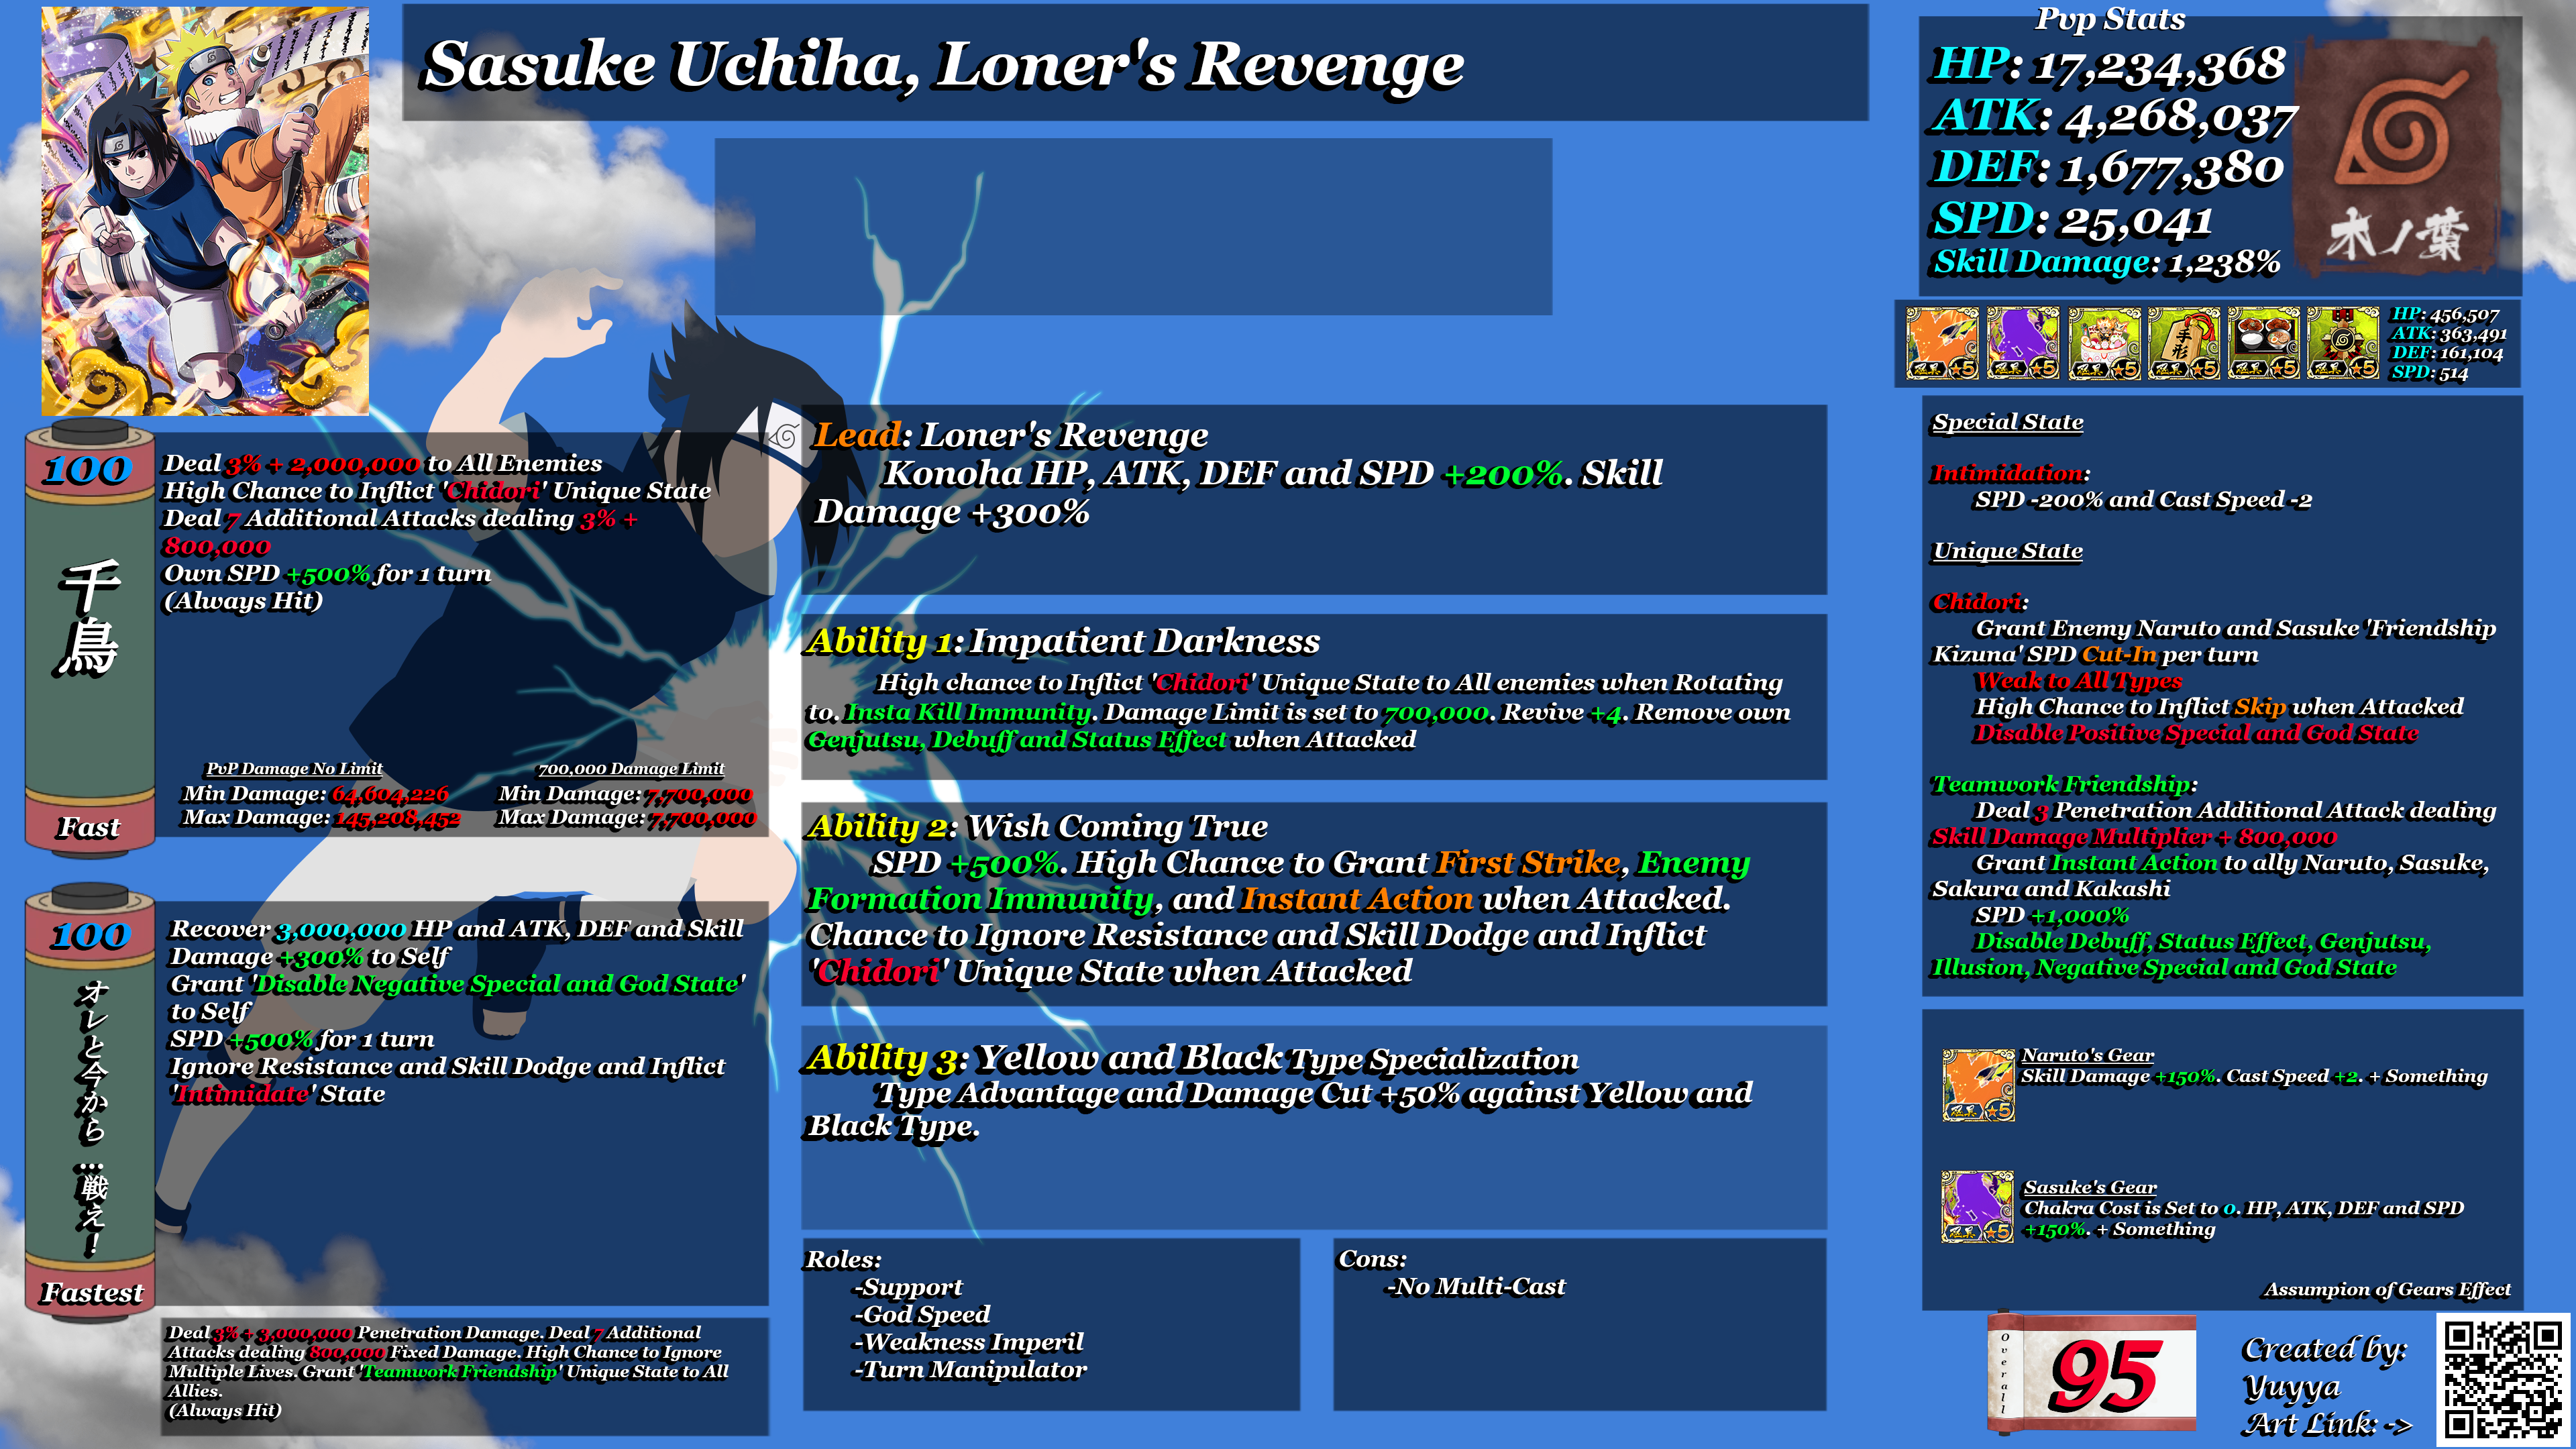 Sasuke Uchiha, Loner's Revenge
Pvp Stats
HP: 17,234,368
ATK: 4,268,037
DEF: 1,677,380
SPD: 25,041
Skill Damage: 1,238%
木ノ葉
手形
★5
★5
★5
★5
★5
★5
HP: 456,507
ATK: 363,491
DEF: 161,104
SPD: 514
100
千鳥
Fast
Deal 3% + 2,000,000 to All Enemies
High Chance to Inflict 'Chidori' Unique State
Deal 7 Additional Attacks dealing 3% +
800,000
Own SPD +500% for 1 turn
(Always Hit)
PvP Damage No Limit
Min Damage: 64,604,226
Max Damage: 145,208,452
700,000 Damage Limit
Min Damage: 7,700,000
Max Damage: 7,700,000
100
オレと今から…戦え！
Fastest
Recover 3,000,000 HP and ATK, DEF and Skill
Damage +300% to Self
Grant 'Disable Negative Special and God State'
to Self
SPD +500% for 1 turn
Ignore Resistance and Skill Dodge and Inflict
'Intimidate' State
Deal 3% + 3,000,000 Penetration Damage. Deal 7 Additional
Attacks dealing 800,000 Fixed Damage. High Chance to Ignore
Multiple Lives. Grant 'Teamwork Friendship' Unique State to All
Allies.
(Always Hit)
Lead: Loner's Revenge
Konoha HP, ATK, DEF and SPD +200%. Skill
Damage +300%
Ability 1: Impatient Darkness
High chance to Inflict 'Chidori' Unique State to All enemies when Rotating
to. Insta Kill Immunity. Damage Limit is set to 700,000. Revive +4. Remove own
Genjutsu, Debuff and Status Effect when Attacked
Ability 2: Wish Coming True
SPD +500%. High Chance to Grant First Strike, Enemy
Formation Immunity, and Instant Action when Attacked.
Chance to Ignore Resistance and Skill Dodge and Inflict
'Chidori' Unique State when Attacked
Ability 3: Yellow and Black Type Specialization
Type Advantage and Damage Cut +50% against Yellow and
Black Type.
Roles:
-Support
-God Speed
-Weakness Imperil
-Turn Manipulator
Cons:
-No Multi-Cast
Special State
Intimidation:
SPD -200% and Cast Speed -2
Unique State
Chidori:
Grant Enemy Naruto and Sasuke 'Friendship
Kizuna' SPD Cut-In per turn
Weak to All Types
High Chance to Inflict Skip when Attacked
Disable Positive Special and God State
Teamwork Friendship:
Deal 3 Penetration Additional Attack dealing
Skill Damage Multiplier + 800,000
Grant Instant Action to ally Naruto, Sasuke,
Sakura and Kakashi
SPD +1,000%
Disable Debuff, Status Effect, Genjutsu,
Illusion, Negative Special and God State
★5
Naruto's Gear
Skill Damage +150%. Cast Speed +2. + Something
★5
Sasuke's Gear
Chakra Cost is Set to 0. HP, ATK, DEF and SPD
+150%. + Something
Assumpion of Gears Effect
Overall
95
Created by:
Yuyya
Art Link: ->